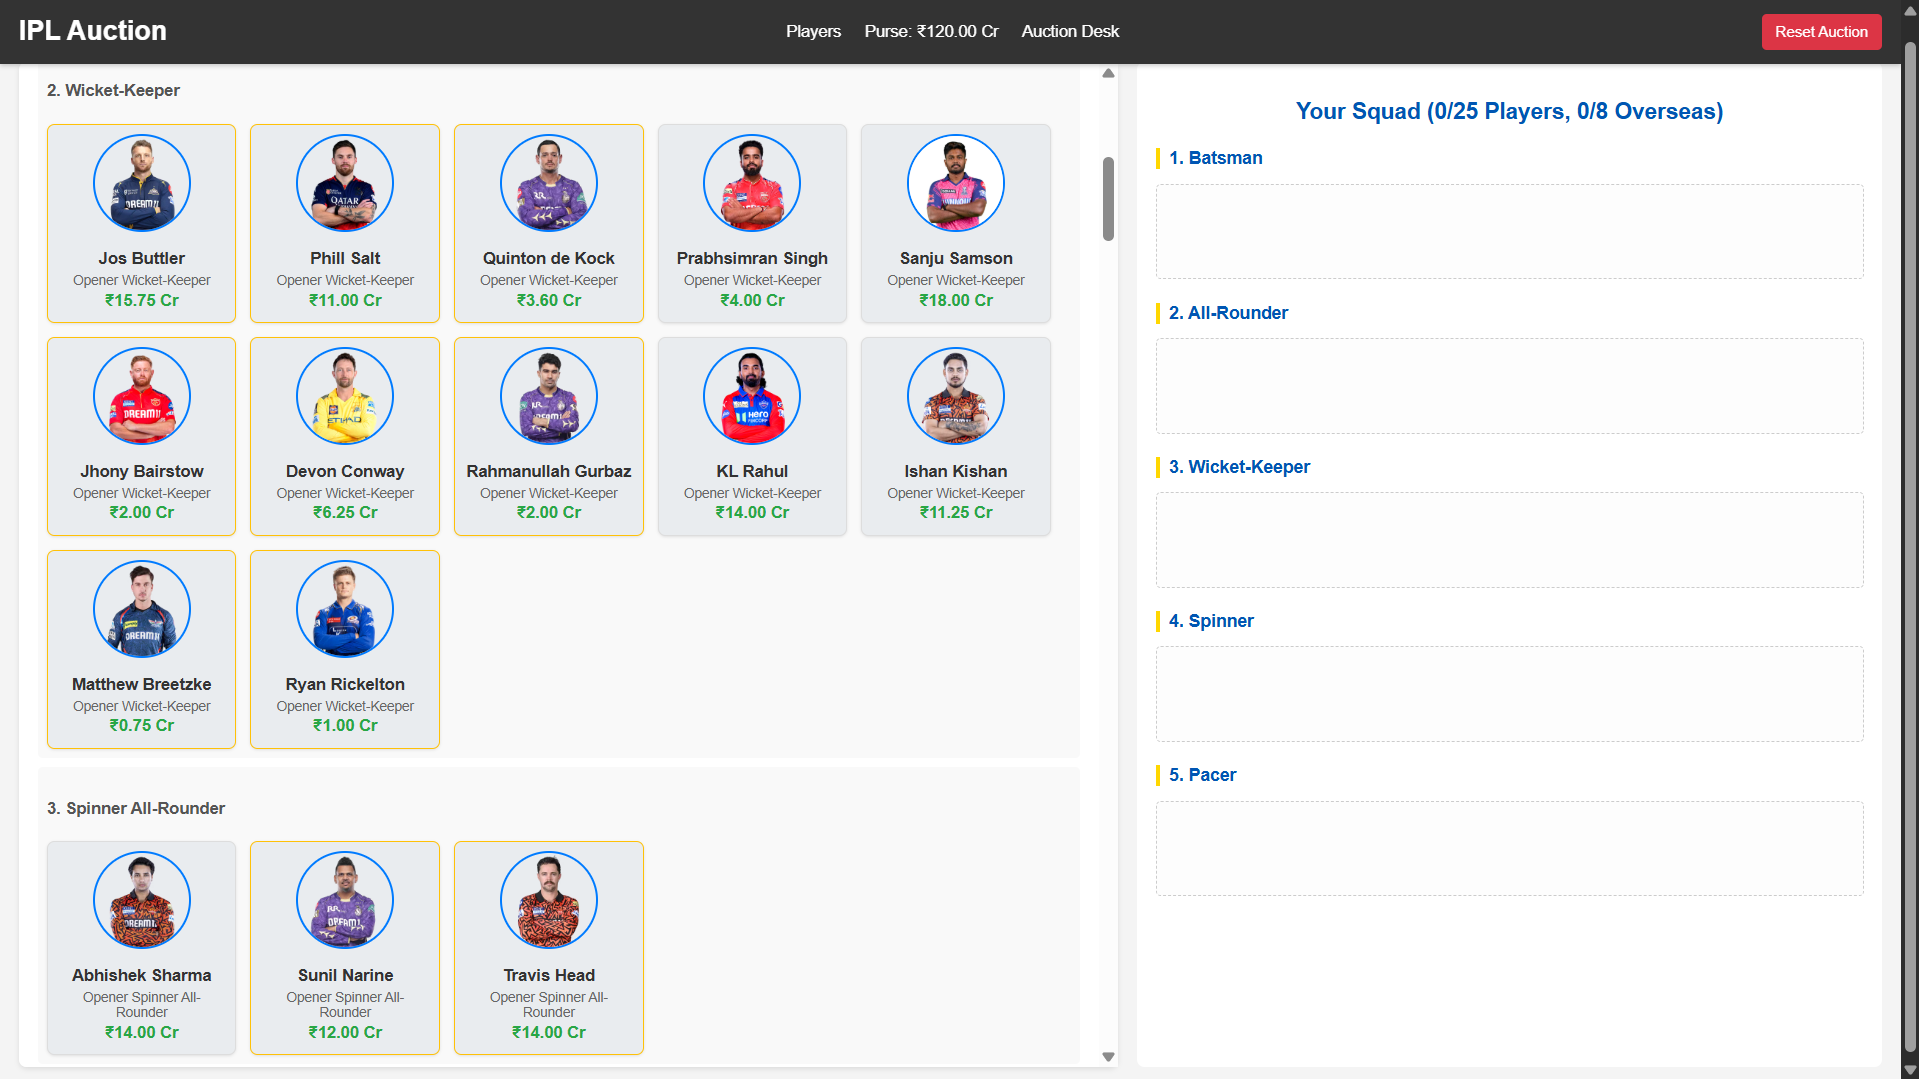 IPL Auction
Players
Purse: ₹120.00 Cr
Auction Desk
Reset Auction
2. Wicket-Keeper
Jos Buttler
Opener Wicket-Keeper
₹15.75 Cr
Phill Salt
Opener Wicket-Keeper
₹11.00 Cr
Quinton de Kock
Opener Wicket-Keeper
₹3.60 Cr
Prabhsimran Singh
Opener Wicket-Keeper
₹4.00 Cr
Sanju Samson
Opener Wicket-Keeper
₹18.00 Cr
Jhony Bairstow
Opener Wicket-Keeper
₹2.00 Cr
Devon Conway
Opener Wicket-Keeper
₹6.25 Cr
Rahmanullah Gurbaz
Opener Wicket-Keeper
₹2.00 Cr
KL Rahul
Opener Wicket-Keeper
₹14.00 Cr
Ishan Kishan
Opener Wicket-Keeper
₹11.25 Cr
Matthew Breetzke
Opener Wicket-Keeper
₹0.75 Cr
Ryan Rickelton
Opener Wicket-Keeper
₹1.00 Cr
3. Spinner All-Rounder
Abhishek Sharma
Opener Spinner All-
Rounder
₹14.00 Cr
Sunil Narine
Opener Spinner All-
Rounder
₹12.00 Cr
Travis Head
Opener Spinner All-
Rounder
₹14.00 Cr
Your Squad (0/25 Players, 0/8 Overseas)
1. Batsman
2. All-Rounder
3. Wicket-Keeper
4. Spinner
5. Pacer